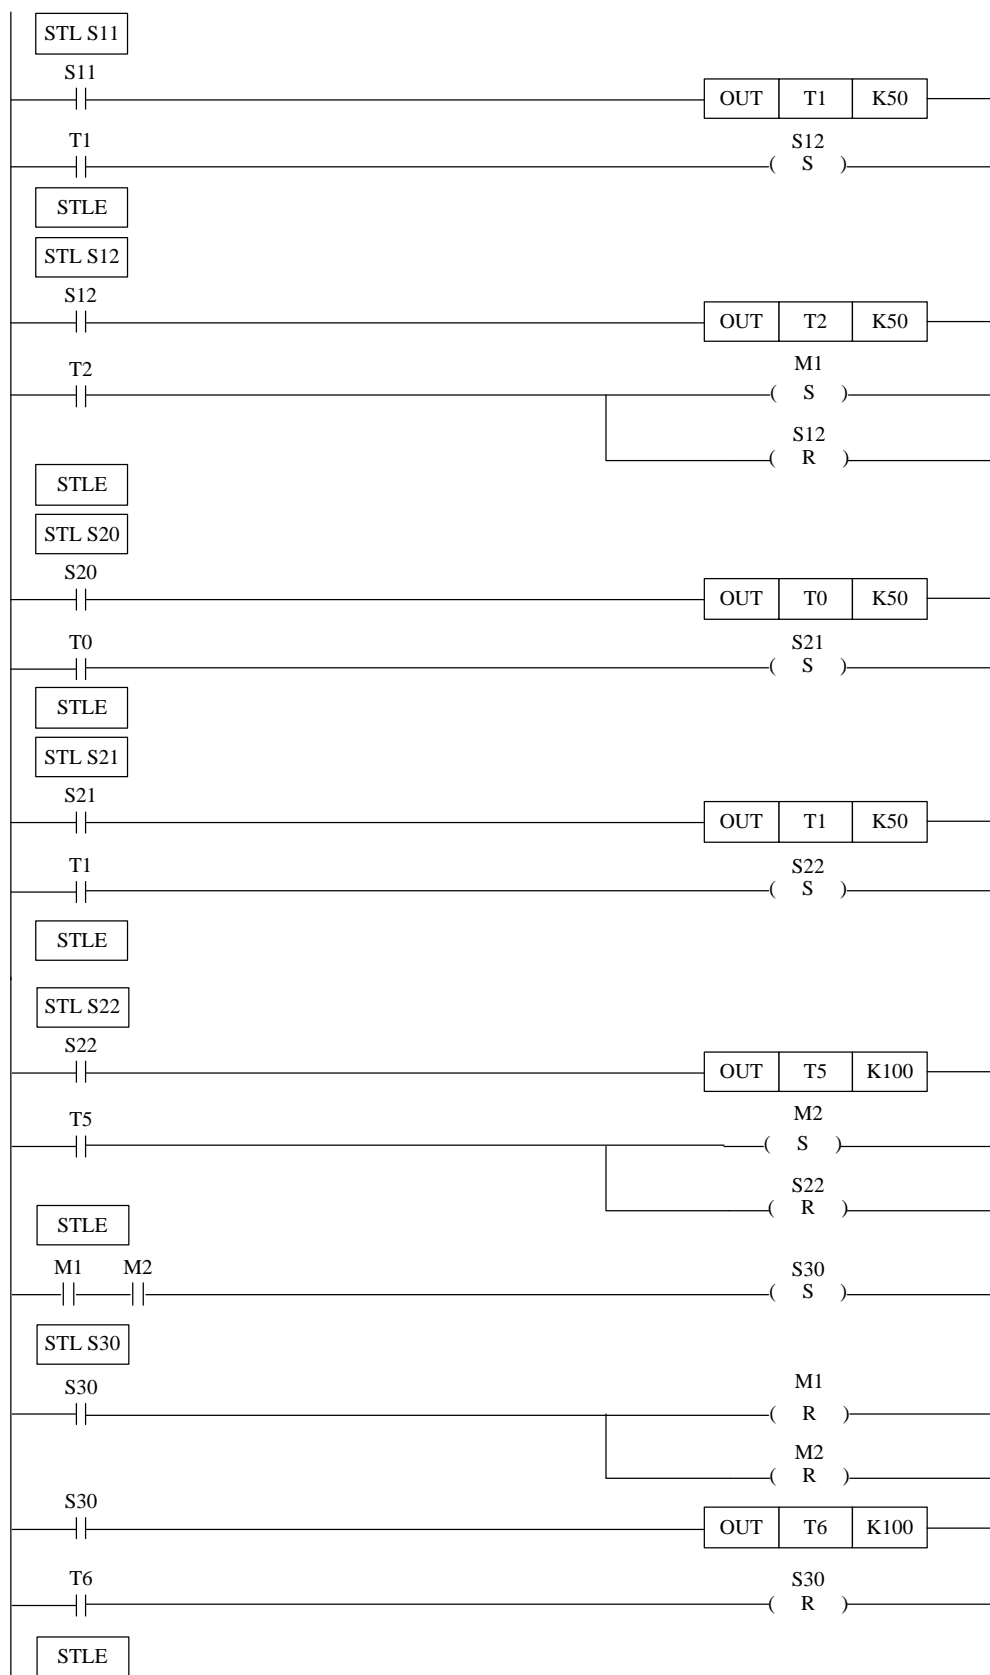 STL S11
S11
OUT T1 K50
T1
S12
S
STLE
STL S12
S12
OUT T2 K50
T2
M1
S
S12
R
STLE
STL S20
S20
OUT T0 K50
T0
S21
S
STLE
STL S21
S21
OUT T1 K50
T1
S22
S
STLE
STL S22
S22
OUT T5 K100
T5
M2
S
S22
R
STLE
M1 M2
S30
S
STL S30
S30
M1
R
M2
R
S30
OUT T6 K100
T6
S30
R
STLE